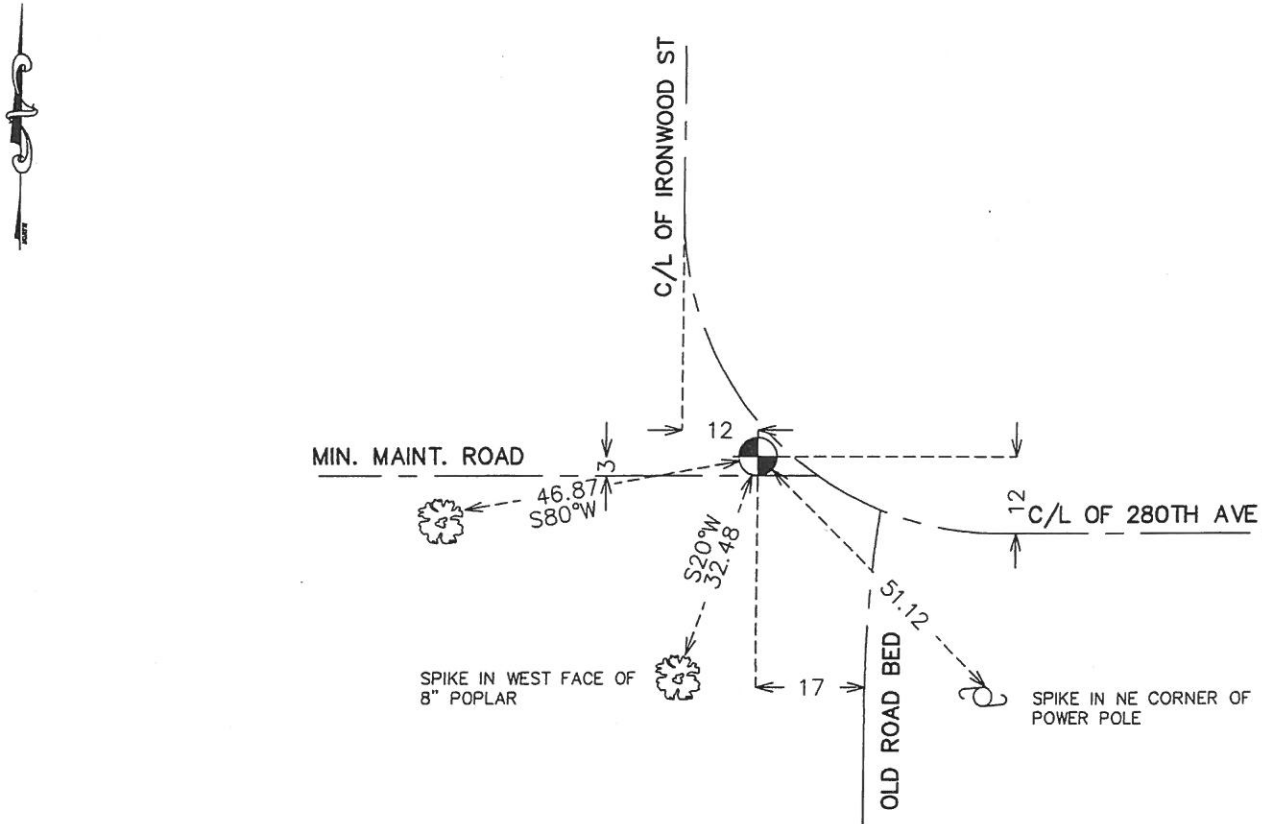 C/L OF IRONWOOD ST
12
MIN. MAINT. ROAD
3
46.87
S80°W
12
C/L OF 280TH AVE
S20°W
32.48
51.12
SPIKE IN WEST FACE OF
8" POPLAR
17
OLD ROAD BED
SPIKE IN NE CORNER OF
POWER POLE